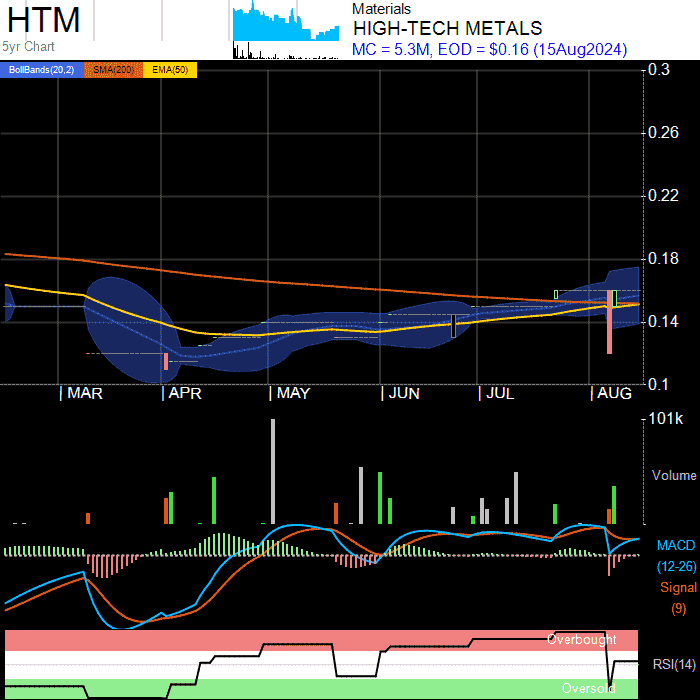 HTM
5yr Chart
Materials
HIGH-TECH METALS
MC = 5.3M, EOD = $0.16 (15Aug2024)
BollBands(20,2) SMA(200) EMA(50)
0.3
0.26
0.22
0.18
0.14
0.1
MAR APR MAY JUN JUL AUG
101k
Volume
MACD
(12-26)
Signal
(9)
Overbought
RSI(14)
Oversold